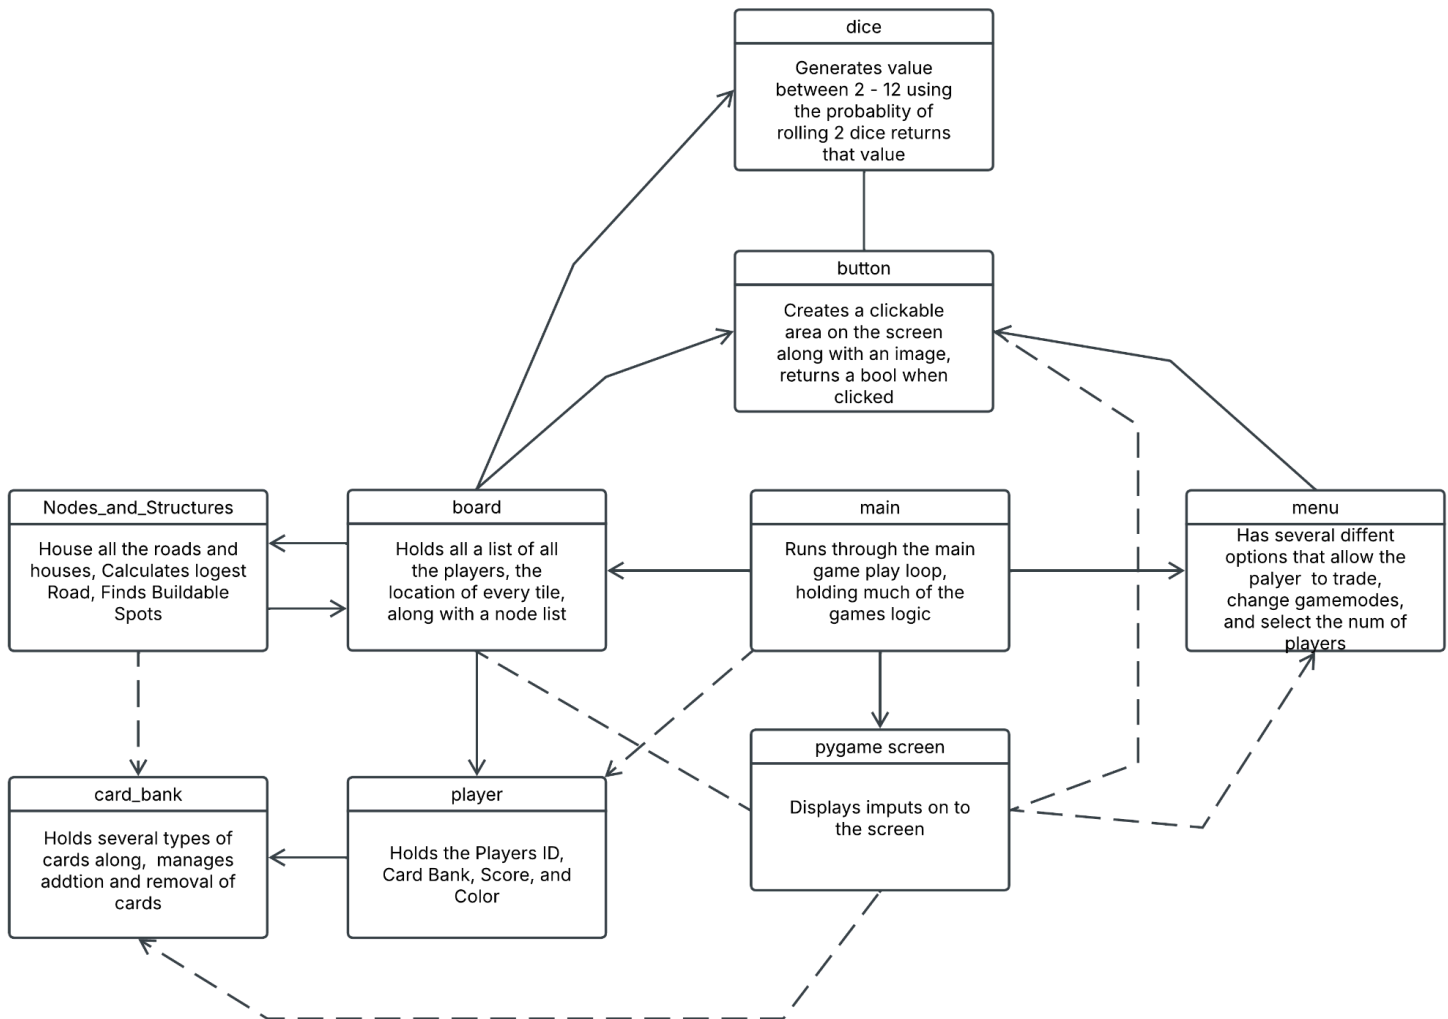 dice
Generates value
between 2 - 12 using
the probablity of
rolling 2 dice returns
that value
button
Creates a clickable
area on the screen
along with an image,
returns a bool when
clicked
Nodes_and_Structures
House all the roads and
houses, Calculates logest
Road, Finds Buildable
Spots
board
Holds all a list of all
the players, the
location of every tile,
along with a node list
main
Runs through the main
game play loop,
holding much of the
games logic
menu
Has several diffent
options that allow the
palyer to trade,
change gamemodes,
and select the num of
players
card_bank
Holds several types of
cards along, manages
addtion and removal of
cards
player
Holds the Players ID,
Card Bank, Score, and
Color
pygame screen
Displays imputs on to
the screen